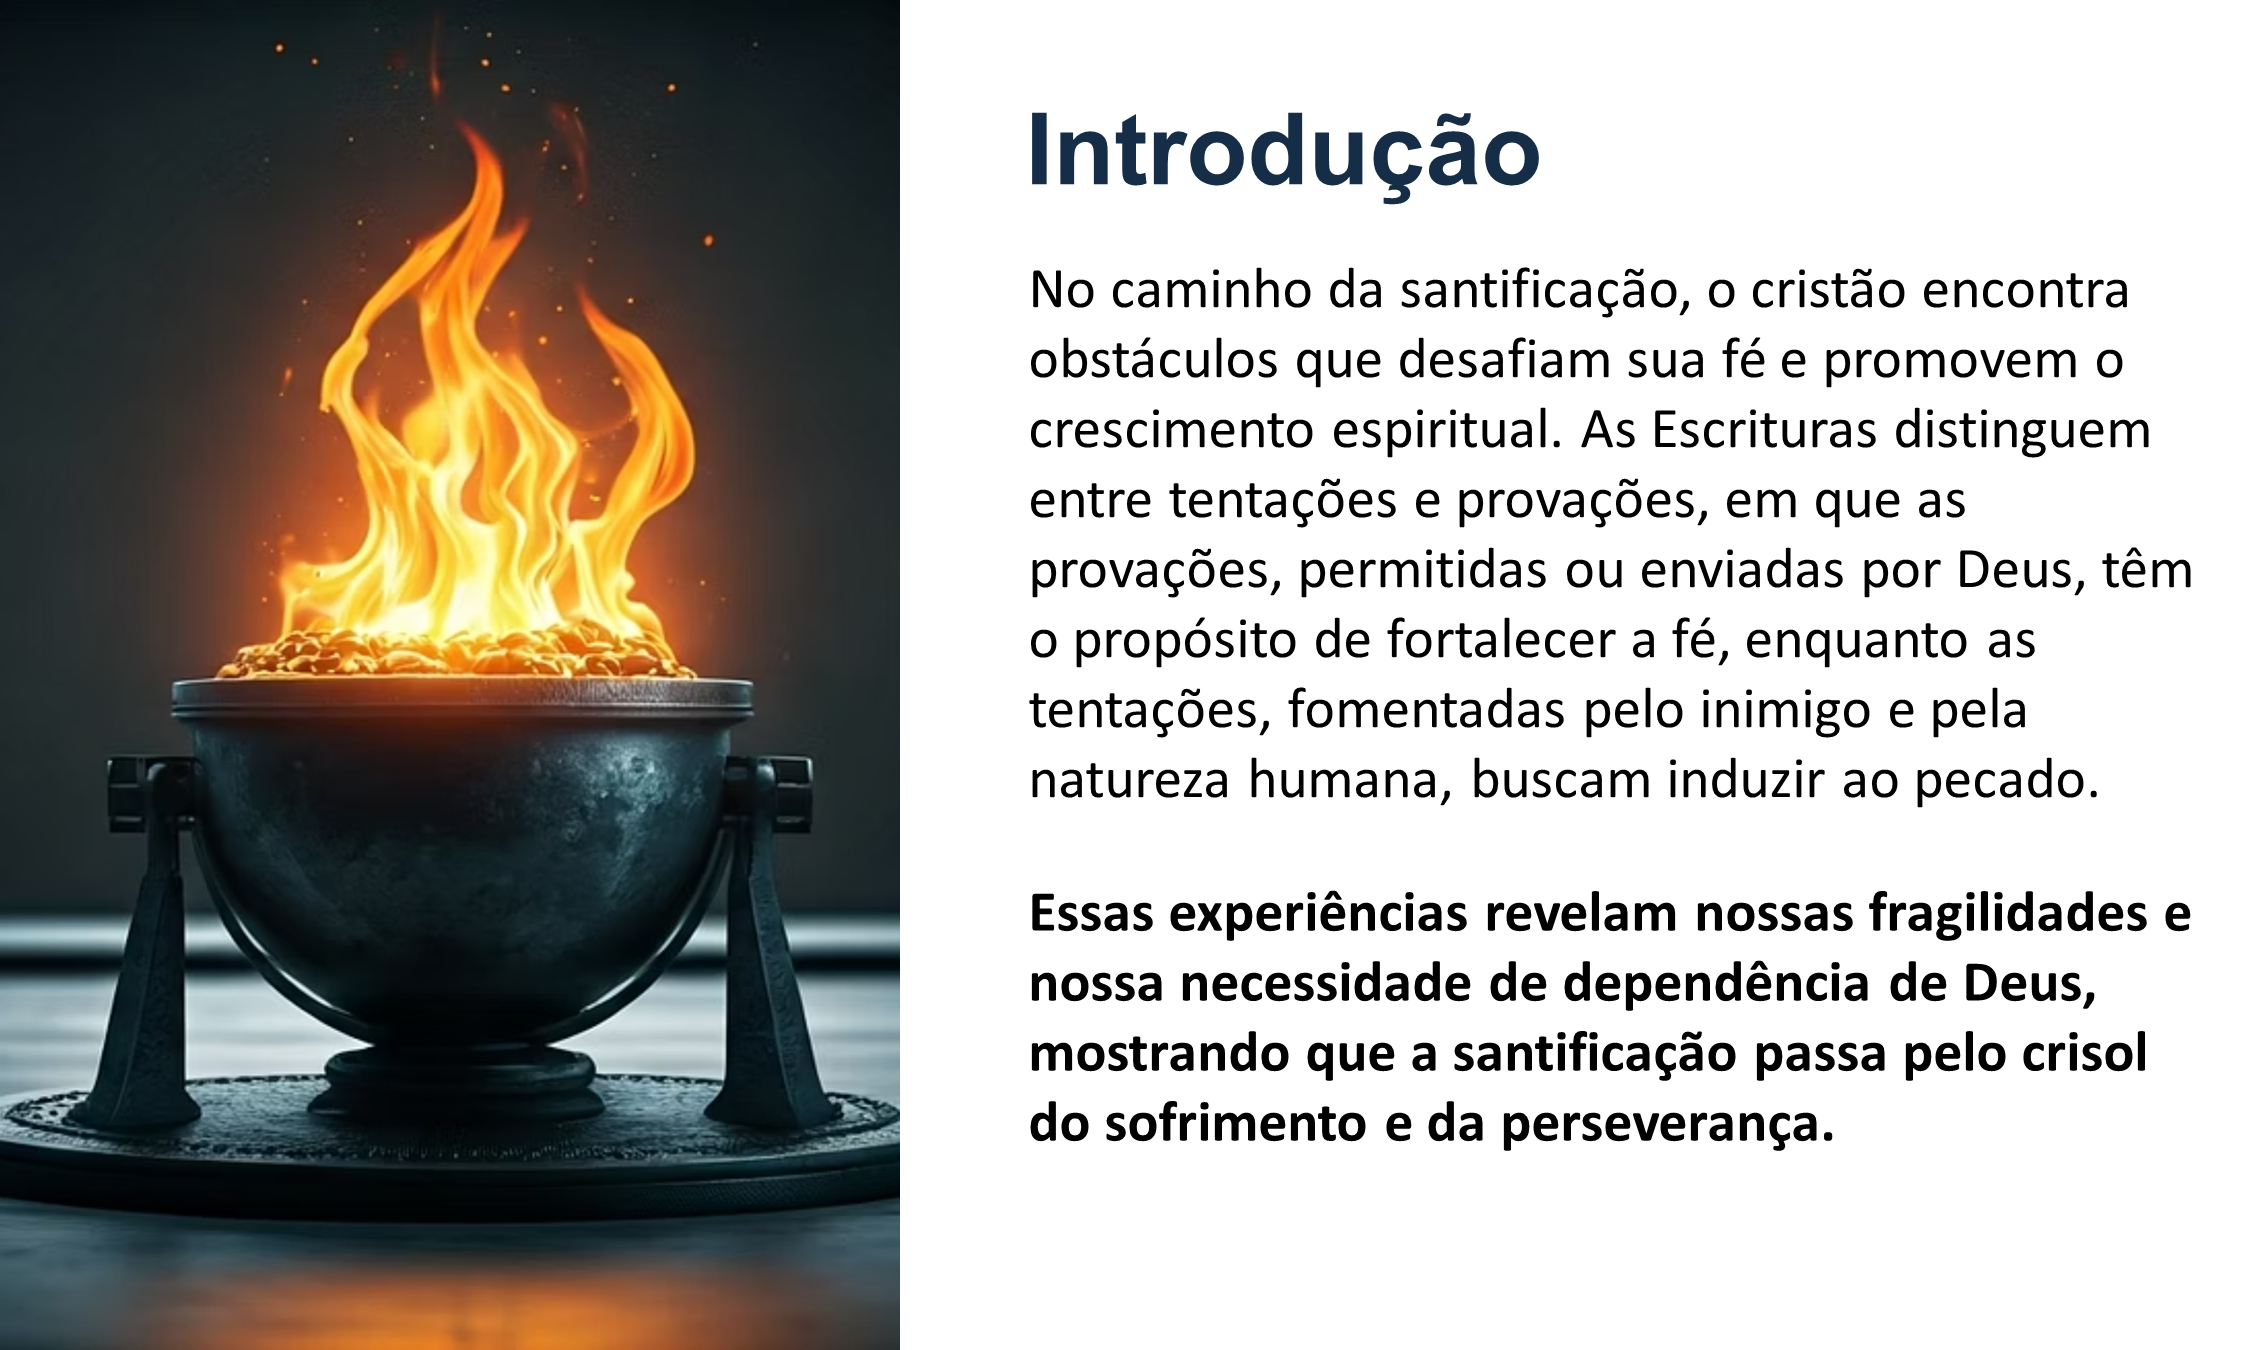 Introdução
No caminho da santificação, o cristão encontra
obstáculos que desafiam sua fé e promovem o
crescimento espiritual. As Escrituras distinguem
entre tentações e provações, em que as
provações, permitidas ou enviadas por Deus, têm
o propósito de fortalecer a fé, enquanto as
tentações, fomentadas pelo inimigo e pela
natureza humana, buscam induzir ao pecado.
Essas experiências revelam nossas fragilidades e
nossa necessidade de dependência de Deus,
mostrando que a santificação passa pelo crisol
do sofrimento e da perseverança.